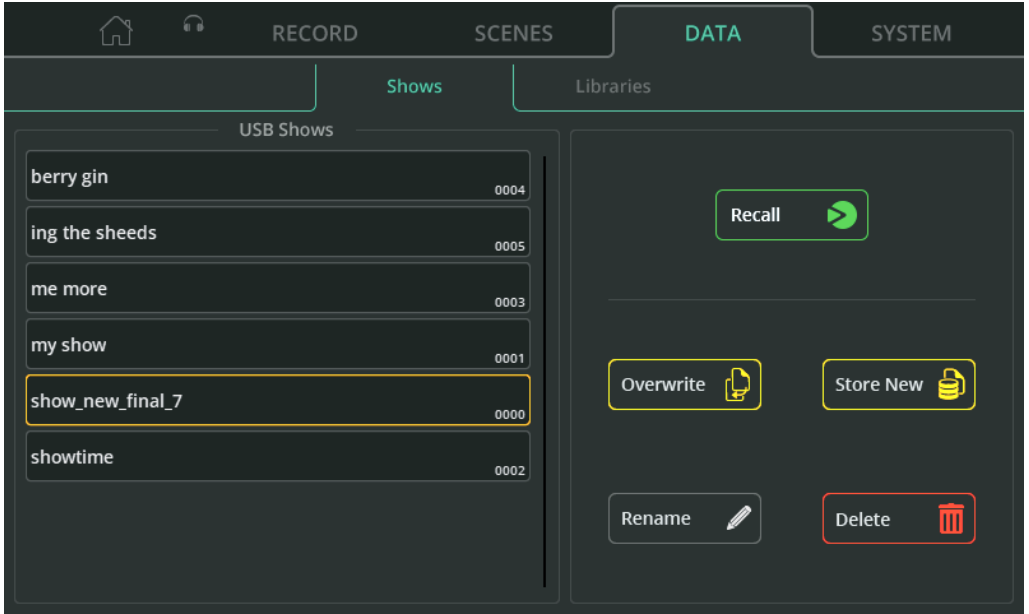 RECORD SCENES DATA SYSTEM
Shows Libraries
USB Shows
berry gin
0004
ing the sheeds
0005
me more
0003
my show
0001
show_new_final_7
0000
showtime
0002
Recall
Overwrite Store New
Rename Delete